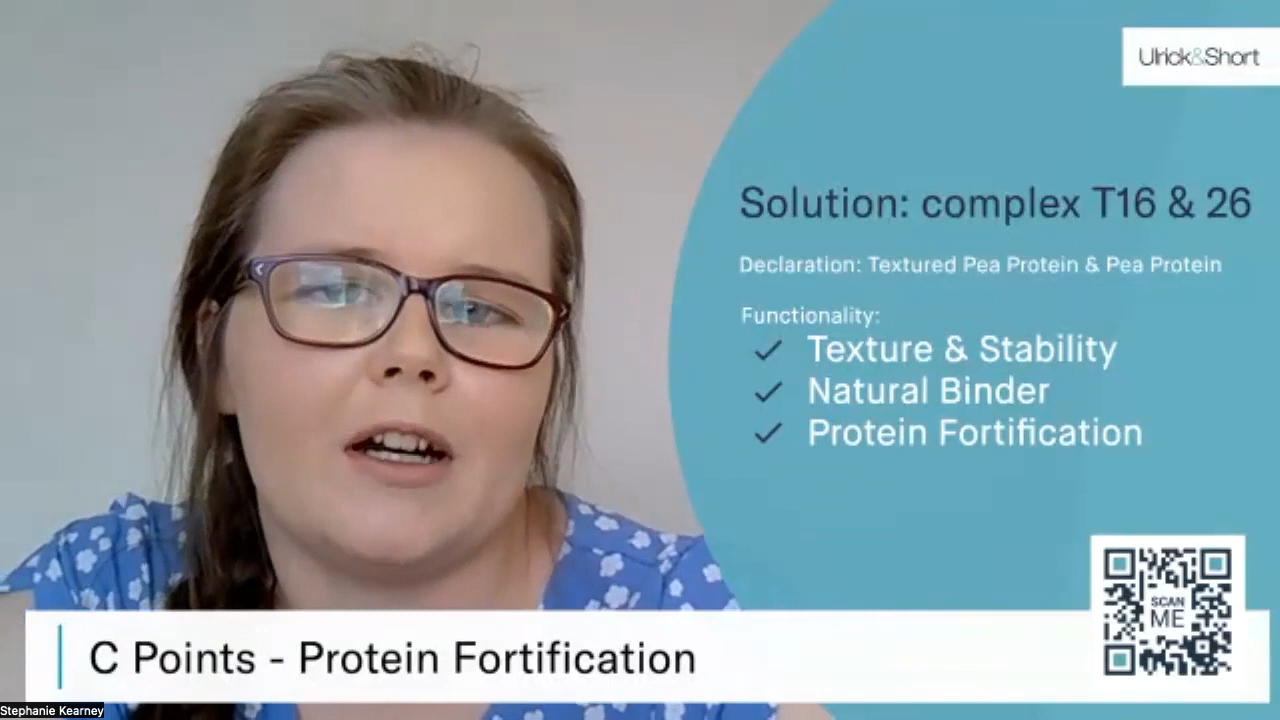 Ulrick&Short
Solution: complex T16 & 26
Declaration: Textured Pea Protein & Pea Protein
Functionality:
Texture & Stability
Natural Binder
Protein Fortification
SCAN
ME
C Points - Protein Fortification
Stephanie Kearney